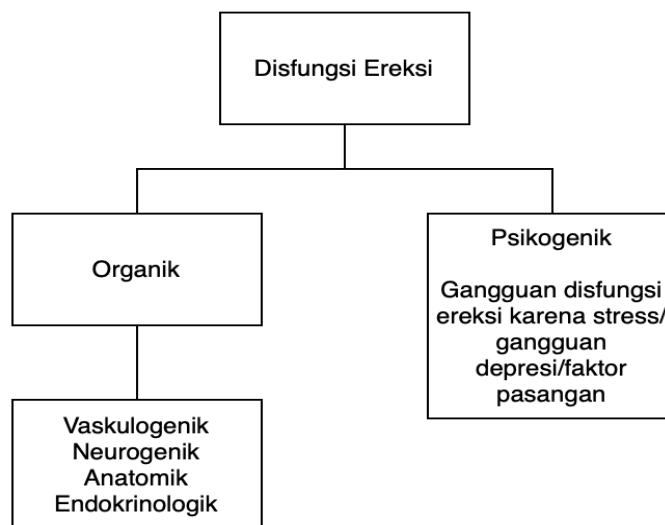 Disfungsi Ereksi
Organik
Psikogenik
Gangguan disfungsi
ereksi karena stress/
gangguan
depresi/faktor
pasangan
Vaskulogenik
Neurogenik
Anatomik
Endokrinologik